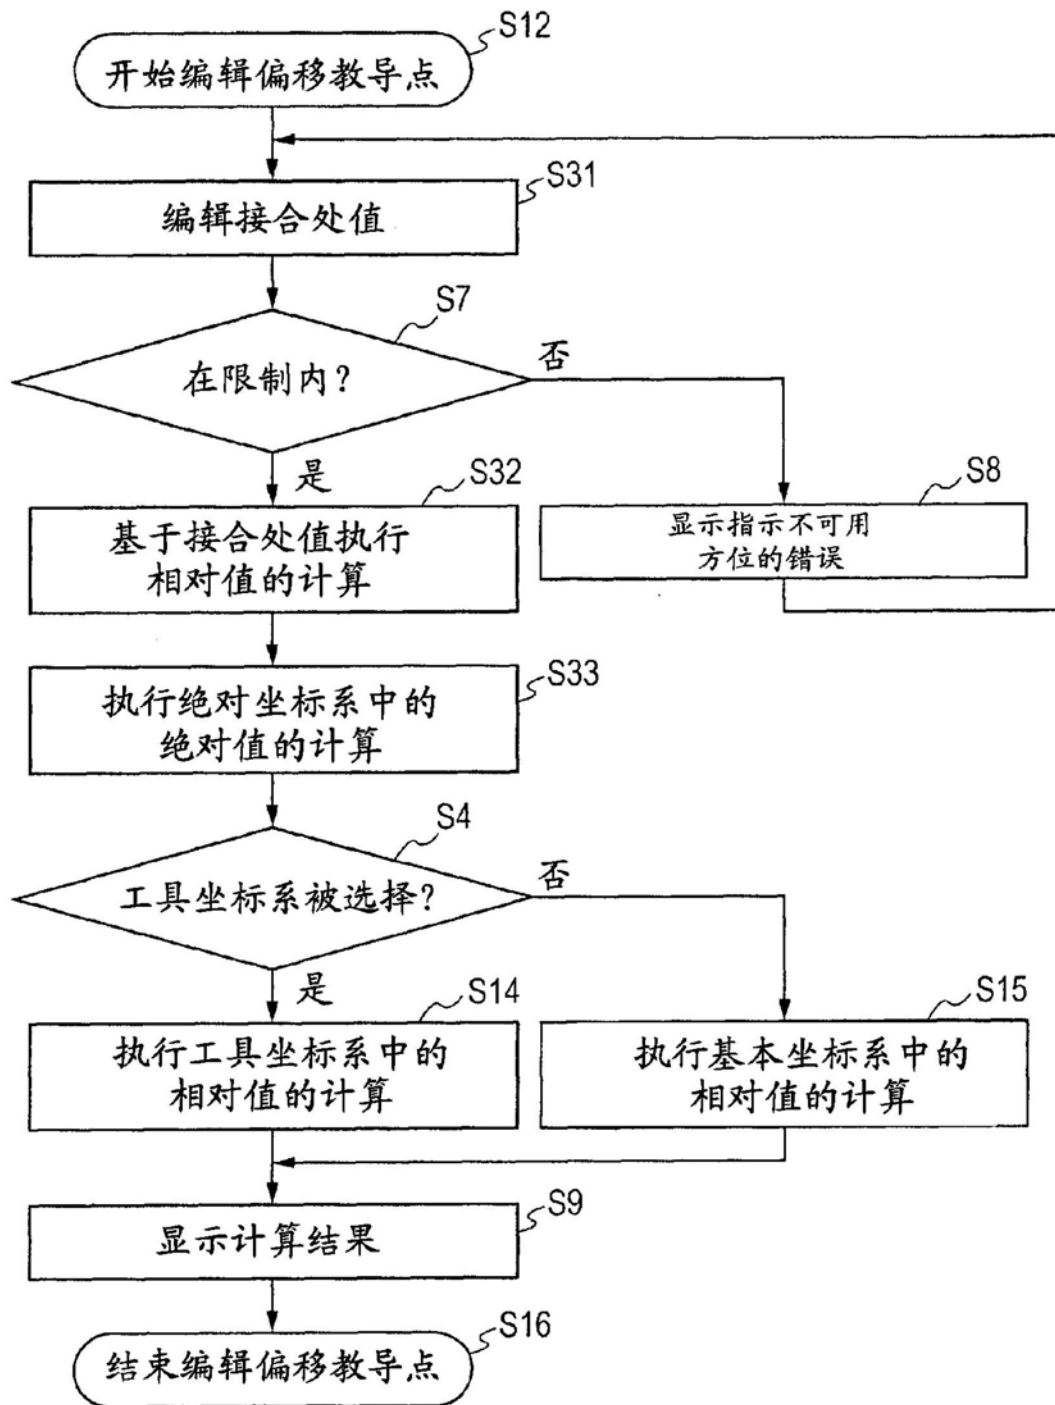 S12
开始编辑偏移教导点
S31
编辑接合处值
S7
在限制内?
否
是
S32
基于接合处值执行
相对值的计算
S8
显示指示不可用
方位的错误
S33
执行绝对坐标系中的
绝对值的计算
S4
工具坐标系被选择?
否
是
S14
执行工具坐标系中的
相对值的计算
S15
执行基本坐标系中的
相对值的计算
S9
显示计算结果
S16
结束编辑偏移教导点